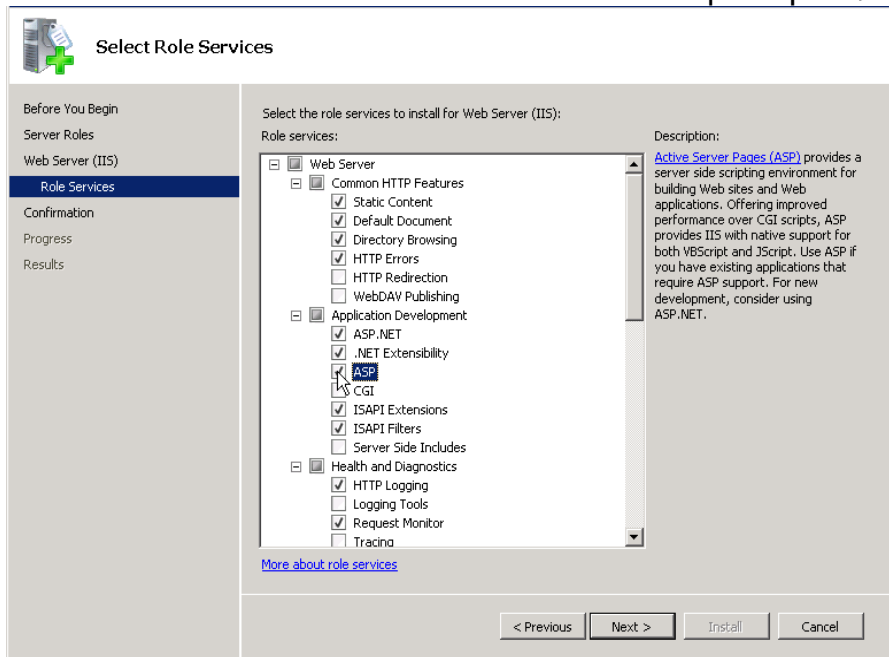 Select Role Services
Before You Begin
Server Roles
Web Server (IIS)
Role Services
Confirmation
Progress
Results
Select the role services to install for Web Server (IIS):
Role services:
Web Server
Common HTTP Features
Static Content
Default Document
Directory Browsing
HTTP Errors
HTTP Redirection
WebDAV Publishing
Application Development
ASP.NET
.NET Extensibility
ASP
CGI
ISAPI Extensions
ISAPI Filters
Server Side Includes
Health and Diagnostics
HTTP Logging
Logging Tools
Request Monitor
Tracing
More about role services
Description:
Active Server Pages (ASP) provides a
server side scripting environment for
building Web sites and Web
applications. Offering improved
performance over CGI scripts, ASP
provides IIS with native support for
both VBScript and JScript. Use ASP if
you have existing applications that
require ASP support. For new
development, consider using
ASP.NET.
< Previous
Next >
Install
Cancel